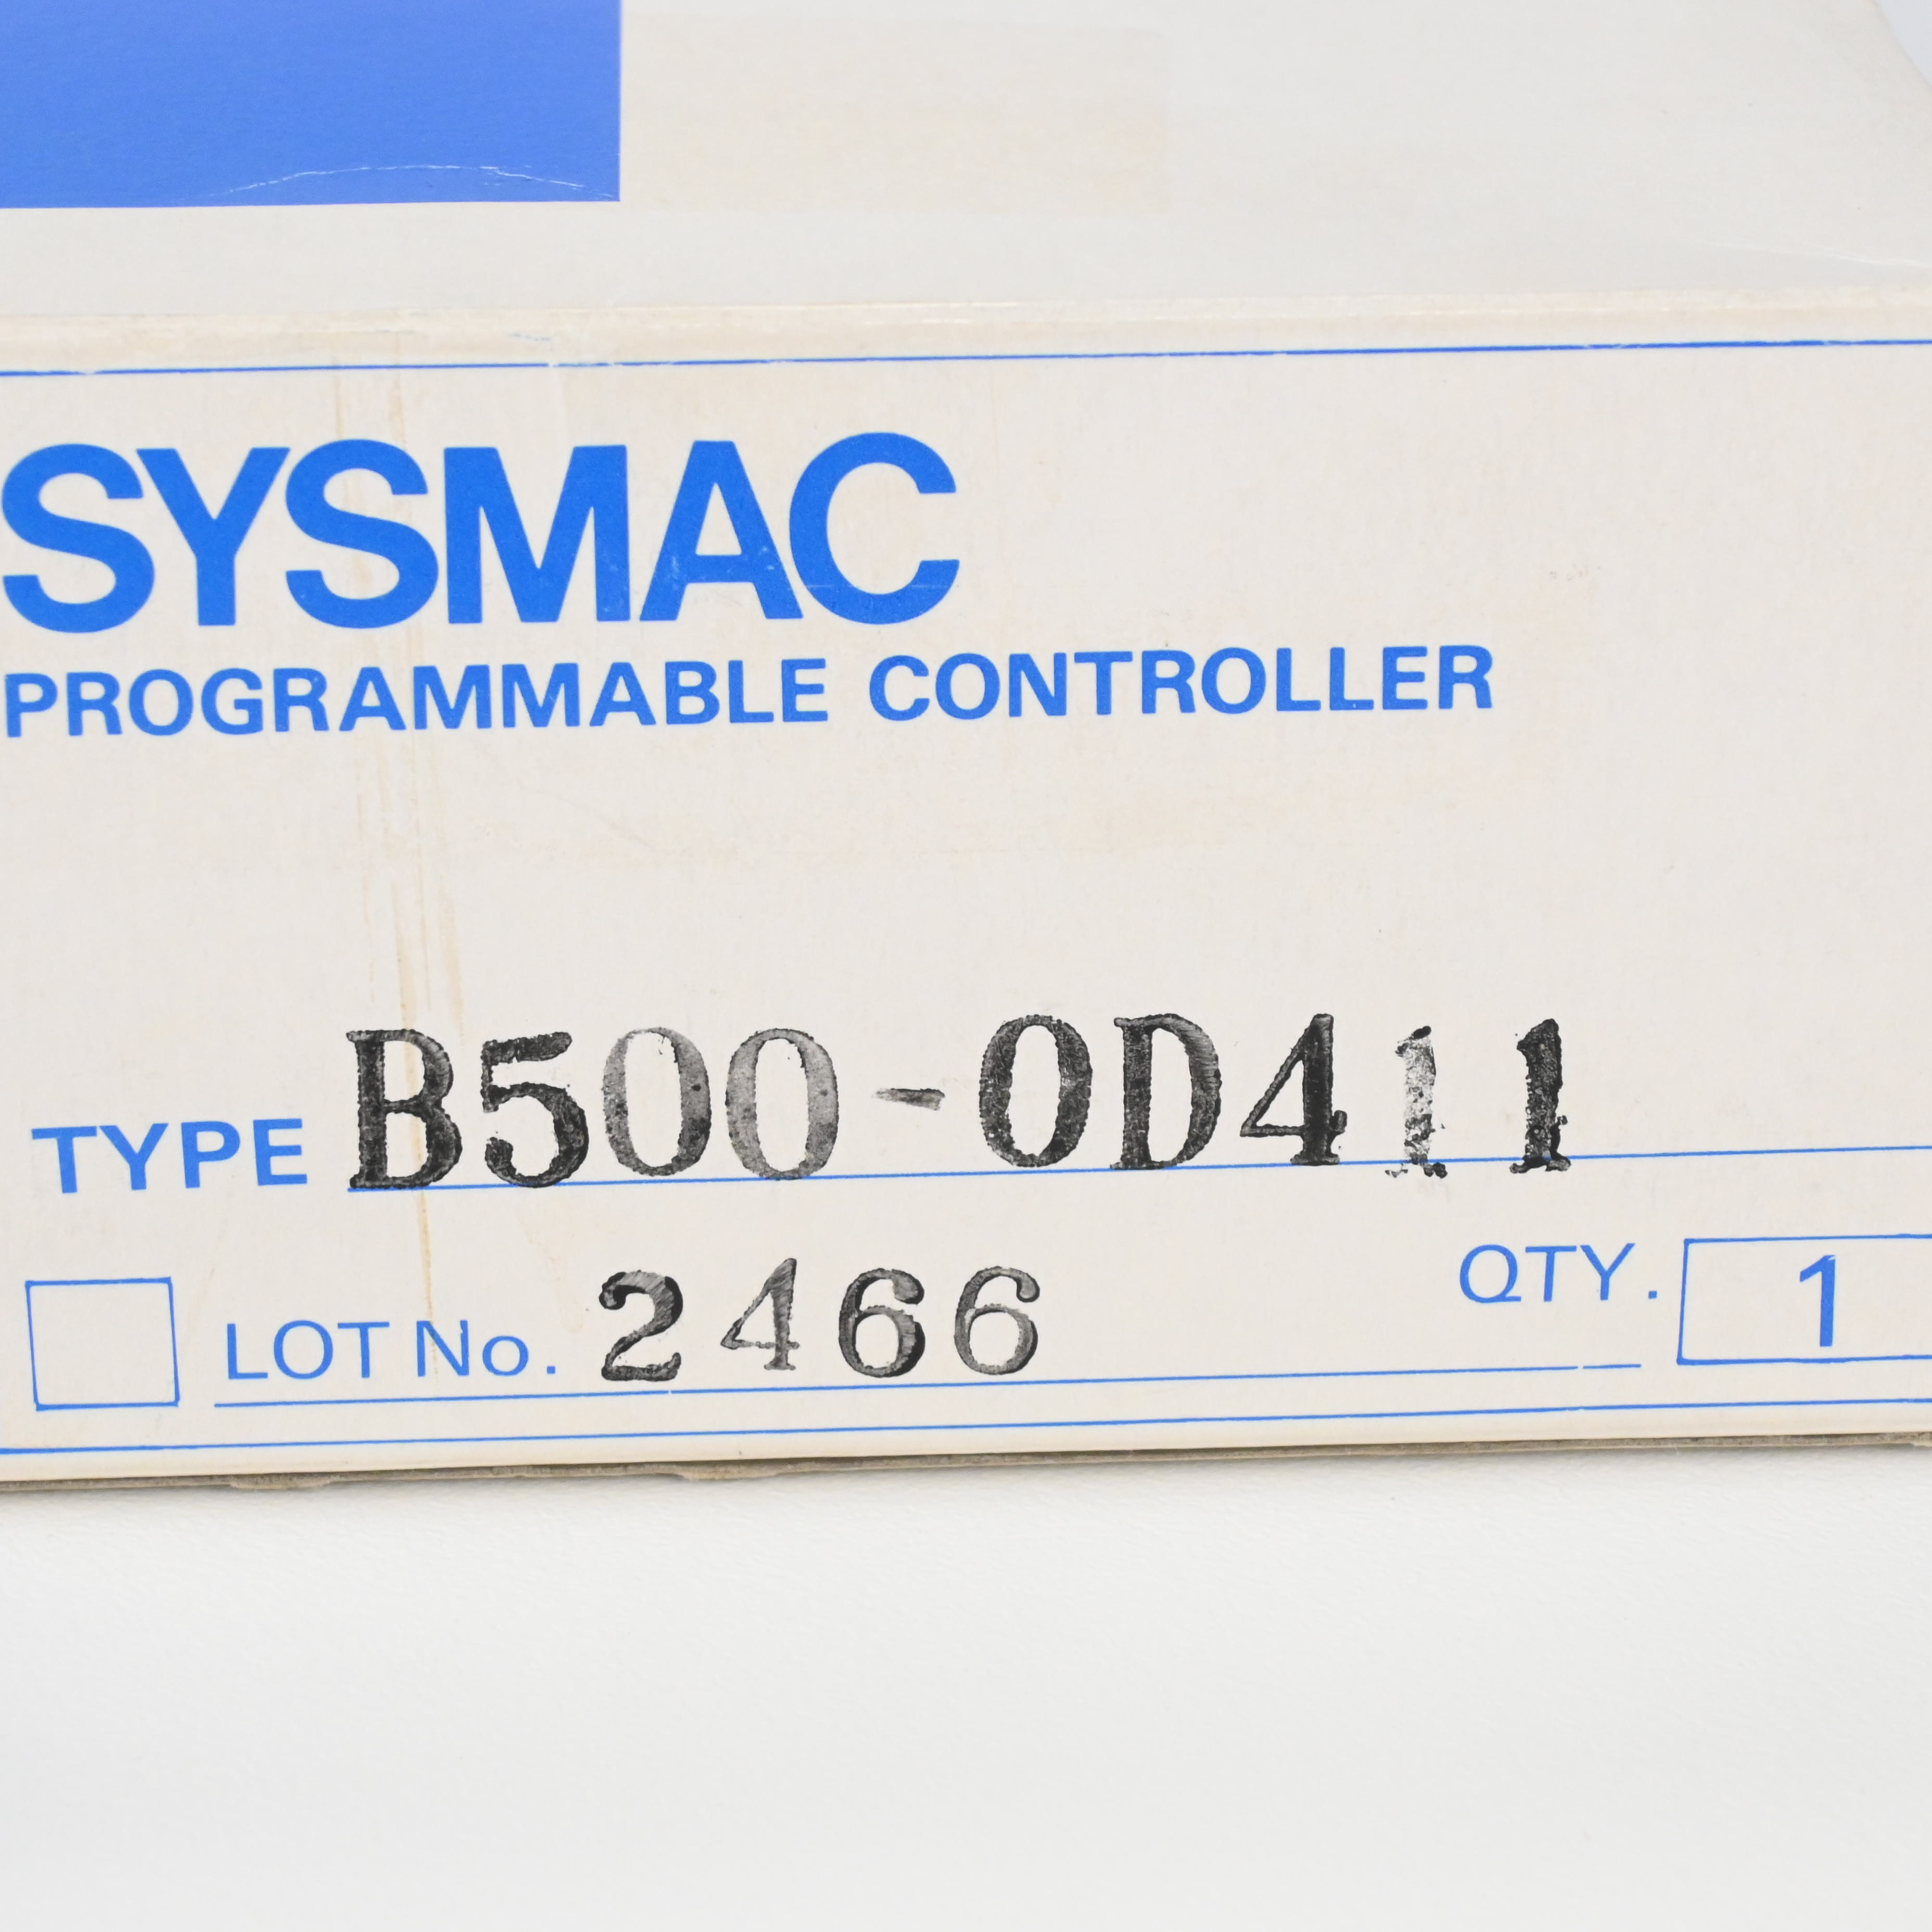 SYSMAC
PROGRAMMABLE CONTROLLER
TYPE B500-OD411
LOT No. 2466 QTY. 1